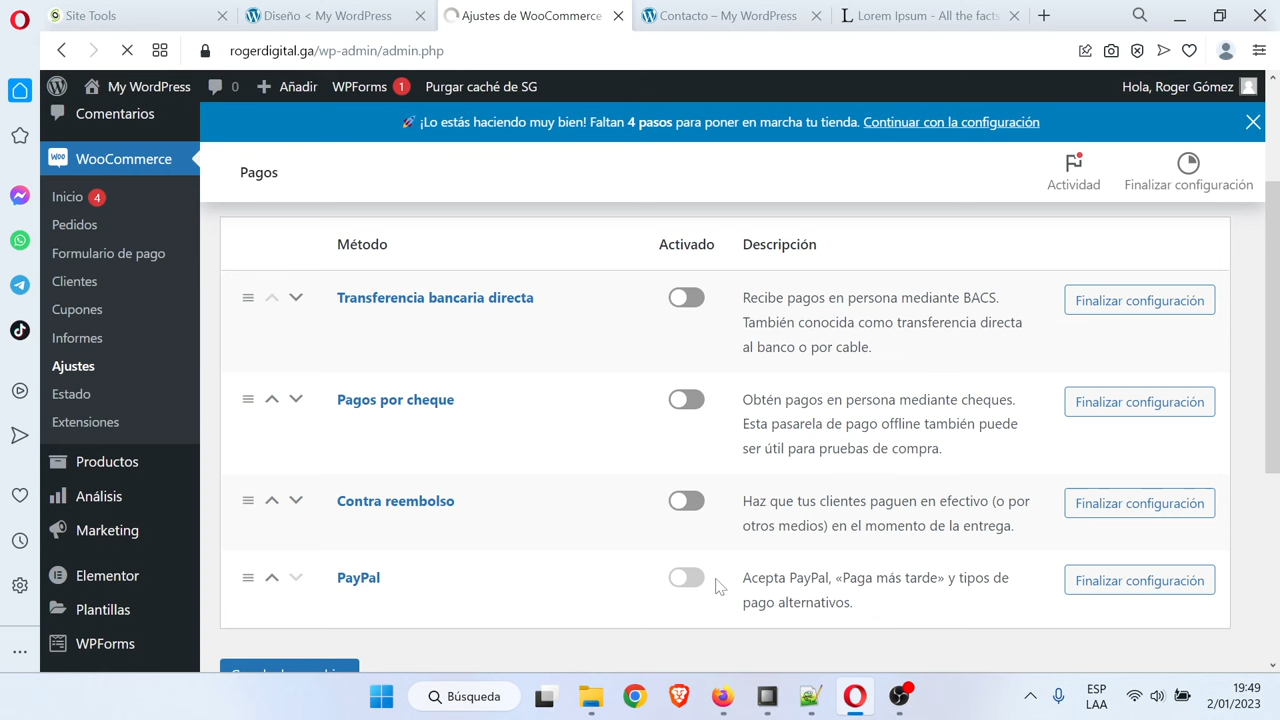 Site Tools
Diseño < My WordPress
Ajustes de WooCommerce
Contacto – My WordPress
Lorem Ipsum - All the facts
rogerdigital.ga/wp-admin/admin.php
My WordPress
0
Añadir
WPForms 1
Purgar caché de SG
Hola, Roger Gómez
Comentarios
WooCommerce
Inicio 4
Pedidos
Formulario de pago
Clientes
Cupones
Informes
Ajustes
Estado
Extensiones
Productos
Análisis
Marketing
Elementor
Plantillas
WPForms
¡Lo estás haciendo muy bien! Faltan 4 pasos para poner en marcha tu tienda. Continuar con la configuración
Pagos
Actividad
Finalizar configuración
Método
Activado
Descripción
Transferencia bancaria directa
Recibe pagos en persona mediante BACS.
También conocida como transferencia directa
al banco o por cable.
Finalizar configuración
Pagos por cheque
Obtén pagos en persona mediante cheques.
Esta pasarela de pago offline también puede
ser útil para pruebas de compra.
Finalizar configuración
Contra reembolso
Haz que tus clientes paguen en efectivo (o por
otros medios) en el momento de la entrega.
Finalizar configuración
PayPal
Acepta PayPal, «Paga más tarde» y tipos de
pago alternativos.
Finalizar configuración
Búsqueda
ESP
LAA
19:49
2/01/2023